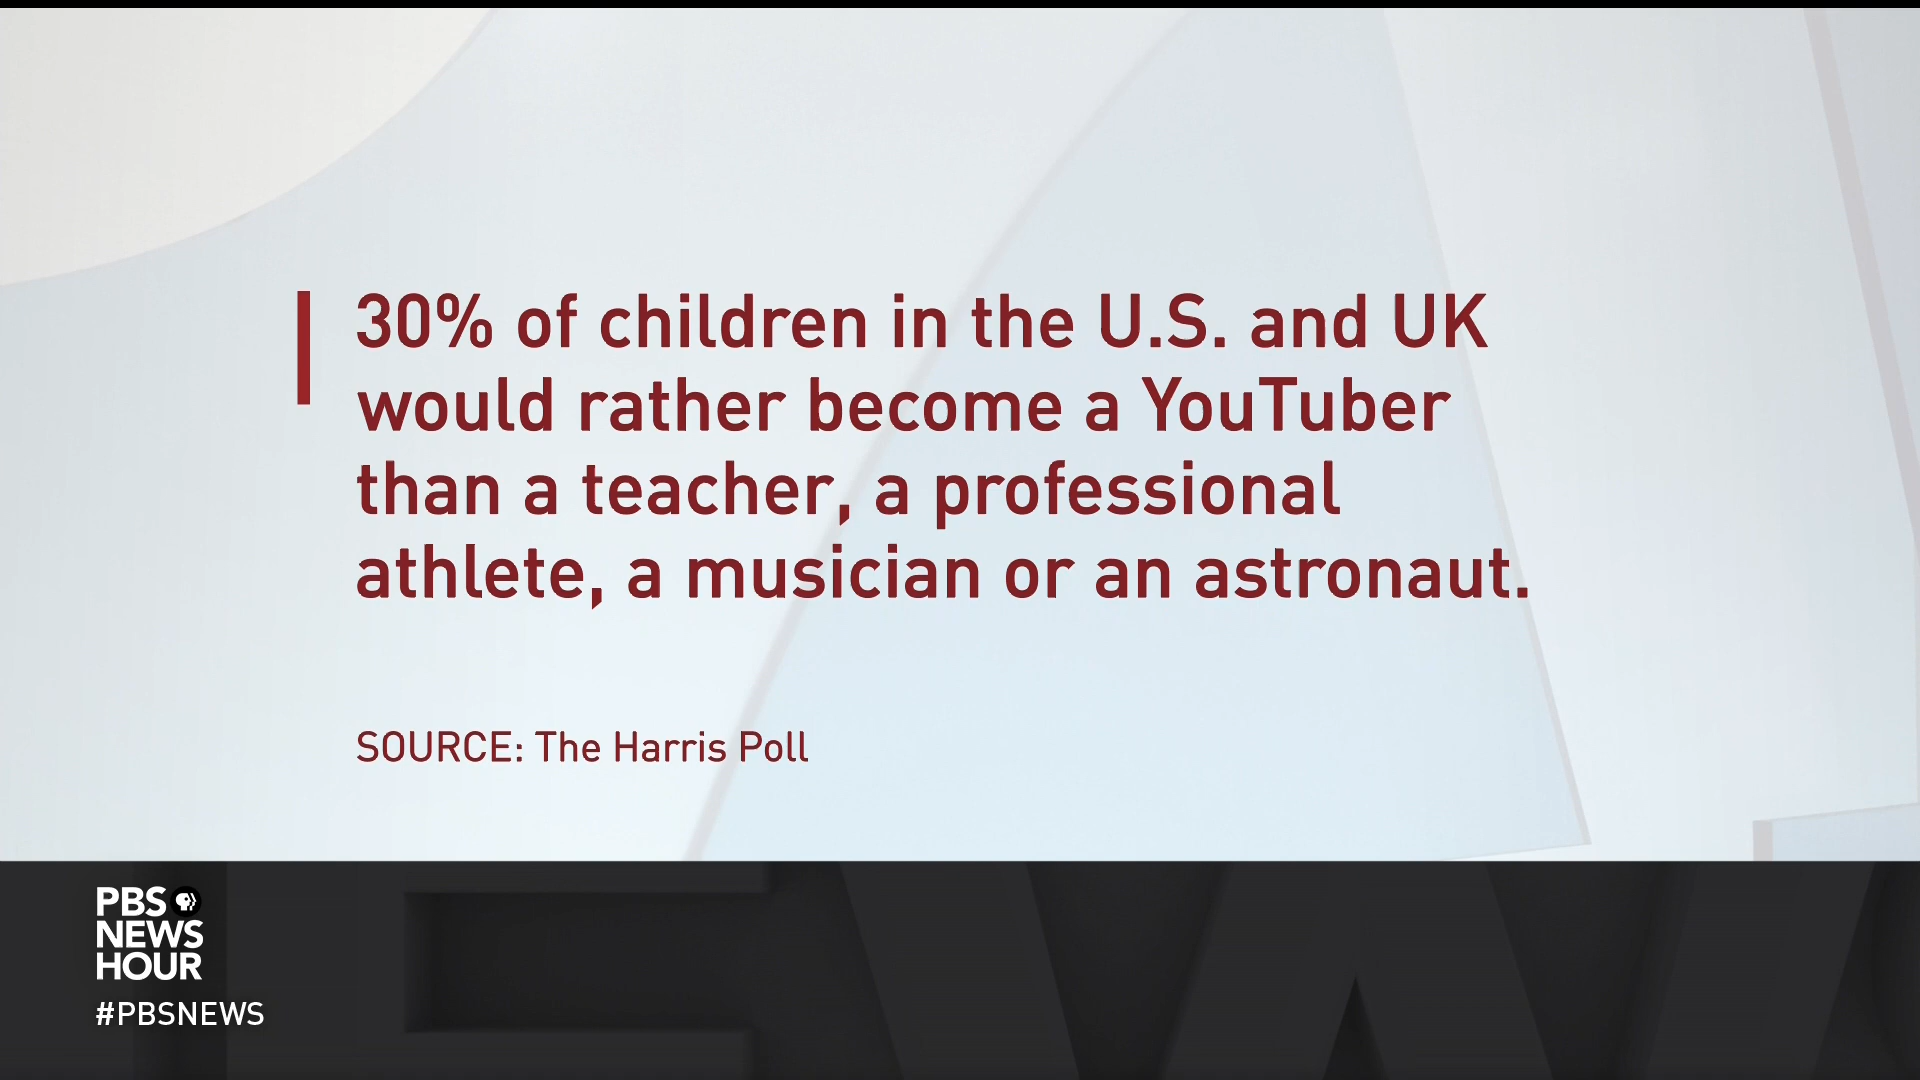 30% of children in the U.S. and UK
would rather become a YouTuber
than a teacher, a professional
athlete, a musician or an astronaut.
SOURCE: The Harris Poll
PBS
NEWS
HOUR
#PBSNEWS